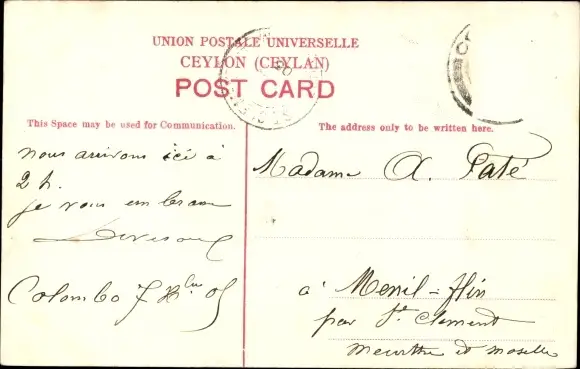 UNION POSTALE UNIVERSELLE
CEYLON (CEYLAN)
POST CARD
This Space may be used for Communication.
The address only to be written here.
nous arrivons ici à
2 h.
je vous embrasse
Colombo 7 Xbre 05
Madame A. Paté
à Menil-flin
par St Clement
Meurthe et Moselle